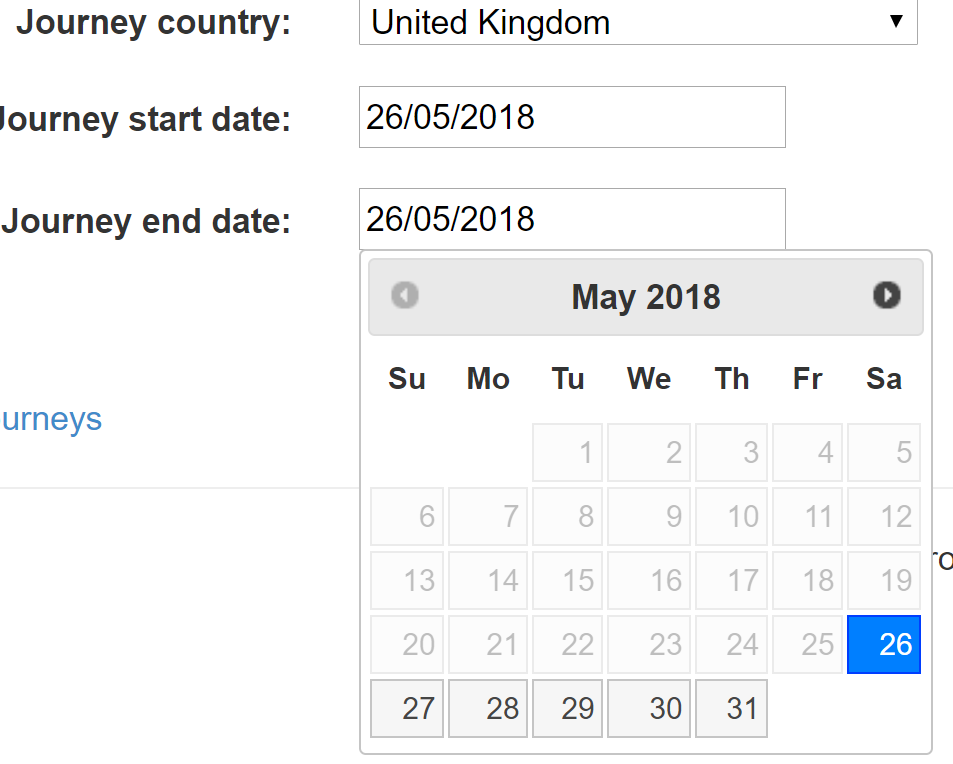 Journey country: United Kingdom
Journey start date: 26/05/2018
Journey end date: 26/05/2018
May 2018
Su Mo Tu We Th Fr Sa
urneys
1 2 3 4 5
6 7 8 9 10 11 12
ro
13 14 15 16 17 18 19
20 21 22 23 24 25 26
27 28 29 30 31